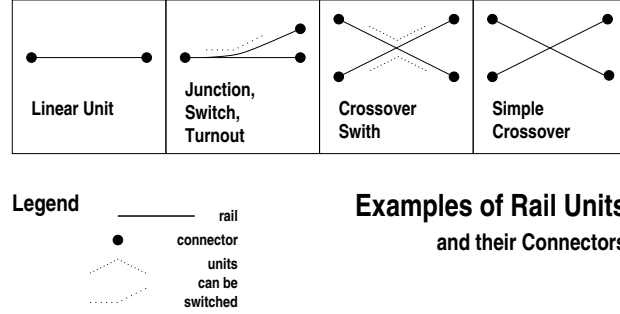 Linear Unit
Junction,
Switch,
Turnout
Crossover
Swith
Simple
Crossover
Legend
rail
connector
units
can be
switched
Examples of Rail Units
and their Connectors